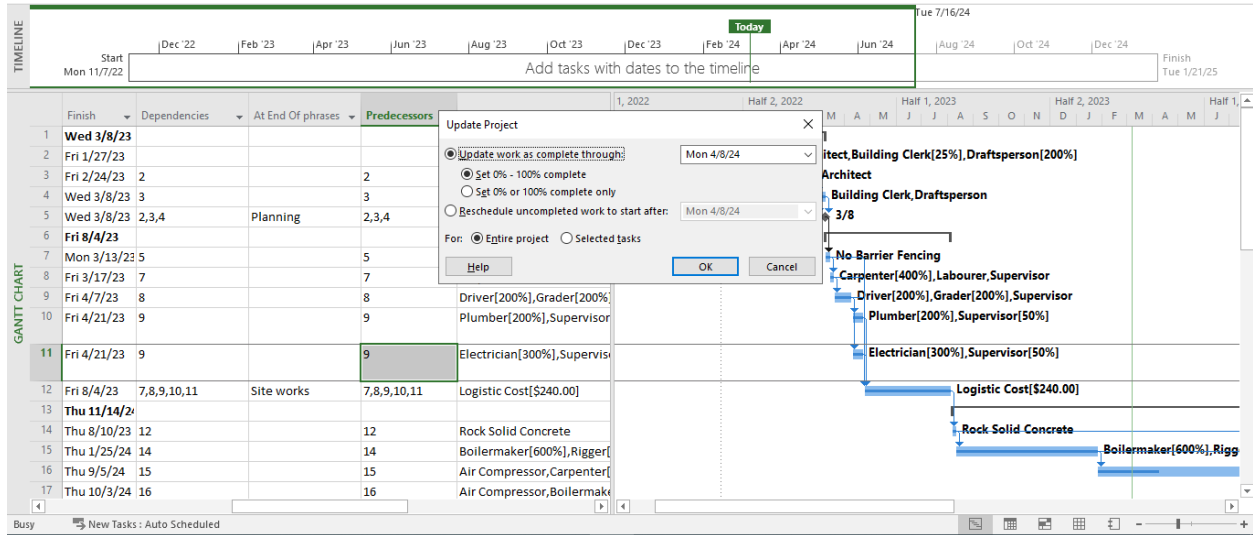 Tue 7/16/24
Today
Dec '22 Feb '23 Apr '23 Jun '23 Aug '23 Oct '23 Dec '23 Feb '24 Apr '24 Jun '24 Aug '24 Oct '24 Dec '24
TIMELINE
Start
Mon 11/7/22
Add tasks with dates to the timeline
Finish
Tue 1/21/25
GANTT CHART
Finish Dependencies At End Of phrases Predecessors
1, 2022 Half 2, 2022 Half 1, 2023 Half 2, 2023 Half 1,
M A M J J A S O N D J F M A M J
1 Wed 3/8/23
2 Fri 1/27/23
3 Fri 2/24/23 2 2
4 Wed 3/8/23 3 3
5 Wed 3/8/23 2,3,4 Planning 2,3,4
6 Fri 8/4/23
7 Mon 3/13/23 5 5
8 Fri 3/17/23 7 7
9 Fri 4/7/23 8 8 Driver[200%],Grader[200%]
10 Fri 4/21/23 9 9 Plumber[200%],Supervisor
11 Fri 4/21/23 9 9 Electrician[300%],Supervis
12 Fri 8/4/23 7,8,9,10,11 Site works 7,8,9,10,11 Logistic Cost[$240.00]
13 Thu 11/14/24
14 Thu 8/10/23 12 12 Rock Solid Concrete
15 Thu 1/25/24 14 14 Boilermaker[600%],Rigger[
16 Thu 9/5/24 15 15 Air Compressor,Carpenter[
17 Thu 10/3/24 16 16 Air Compressor,Boilermake
Update Project
Update work as complete through: Mon 4/8/24
Set 0% - 100% complete
Set 0% or 100% complete only
Reschedule uncompleted work to start after: Mon 4/8/24
For: Entire project Selected tasks
Help OK Cancel
itect,Building Clerk[25%],Draftsperson[200%]
Architect
Building Clerk,Draftsperson
3/8
No Barrier Fencing
Carpenter[400%],Labourer,Supervisor
Driver[200%],Grader[200%],Supervisor
Plumber[200%],Supervisor[50%]
Electrician[300%],Supervisor[50%]
Logistic Cost[$240.00]
Rock Solid Concrete
Boilermaker[600%],Rigg
Busy New Tasks : Auto Scheduled